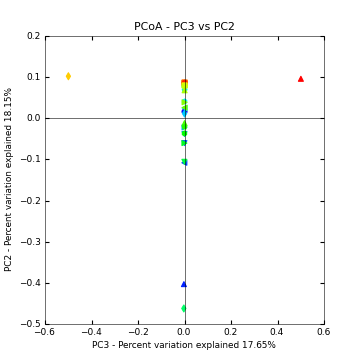 PCoA - PC3 vs PC2
0.2
0.1
0.0
−0.1
−0.2
−0.3
−0.4
−0.5
PC2 - Percent variation explained 18.15%
−0.6 −0.4 −0.2 0.0 0.2 0.4 0.6
PC3 - Percent variation explained 17.65%